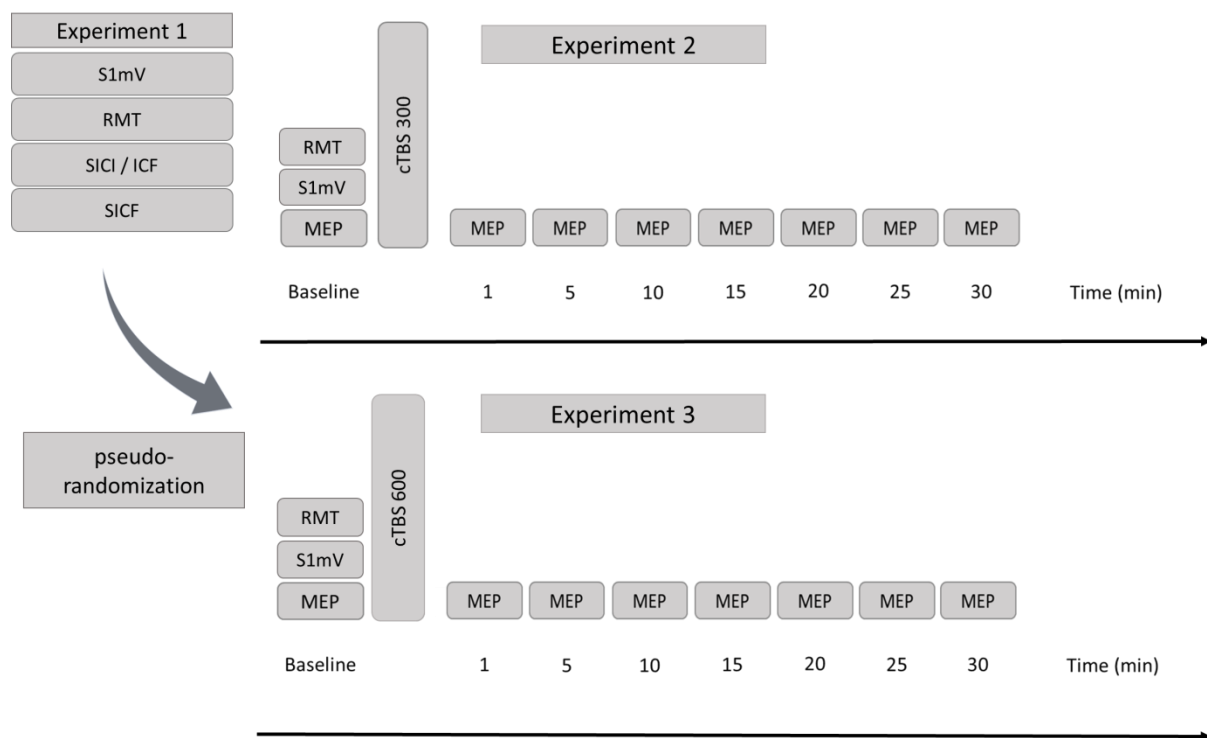 Experiment 1
S1mV
RMT
SICI / ICF
SICF
pseudo-
randomization
Experiment 2
RMT
S1mV
MEP
cTBS 300
MEP MEP MEP MEP MEP MEP MEP
Baseline 1 5 10 15 20 25 30 Time (min)
Experiment 3
RMT
S1mV
MEP
cTBS 600
MEP MEP MEP MEP MEP MEP MEP
Baseline 1 5 10 15 20 25 30 Time (min)